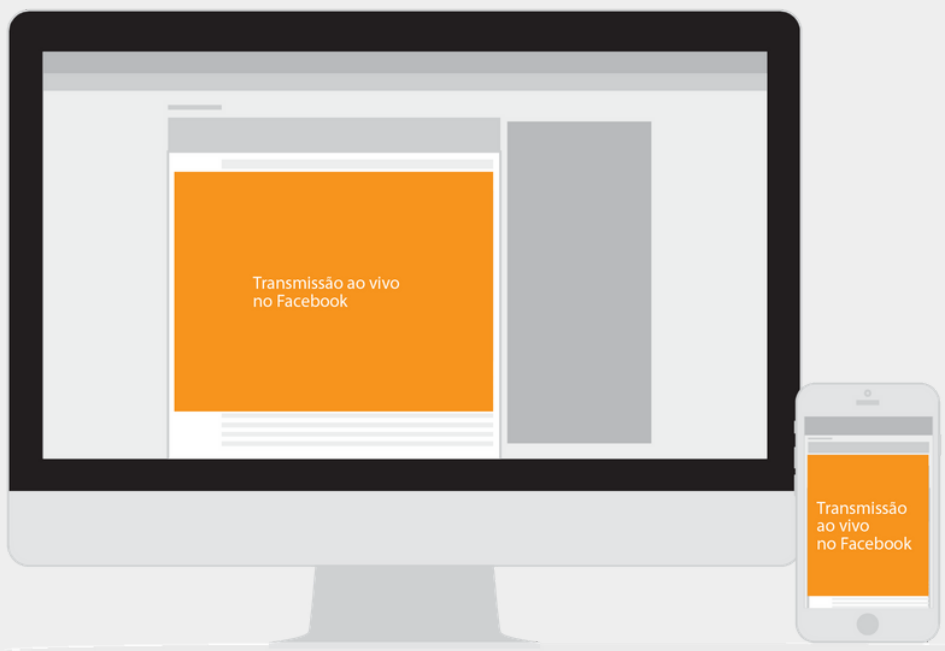 Transmissão ao vivo
no Facebook
Transmissão
ao vivo
no Facebook